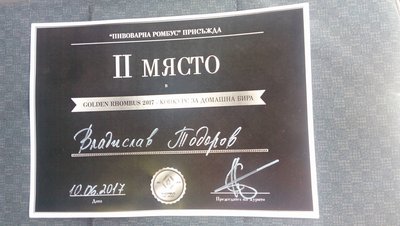 "ПИВОВАРНА РОМБУС" ПРИСЪЖДА
II МЯСТО
в
GOLDEN RHOMBUS 2017 - КОНКУРС ЗА ДОМАШНА БИРА
Владислав Тодоров
10.06.2017
Дата
Председател на журито